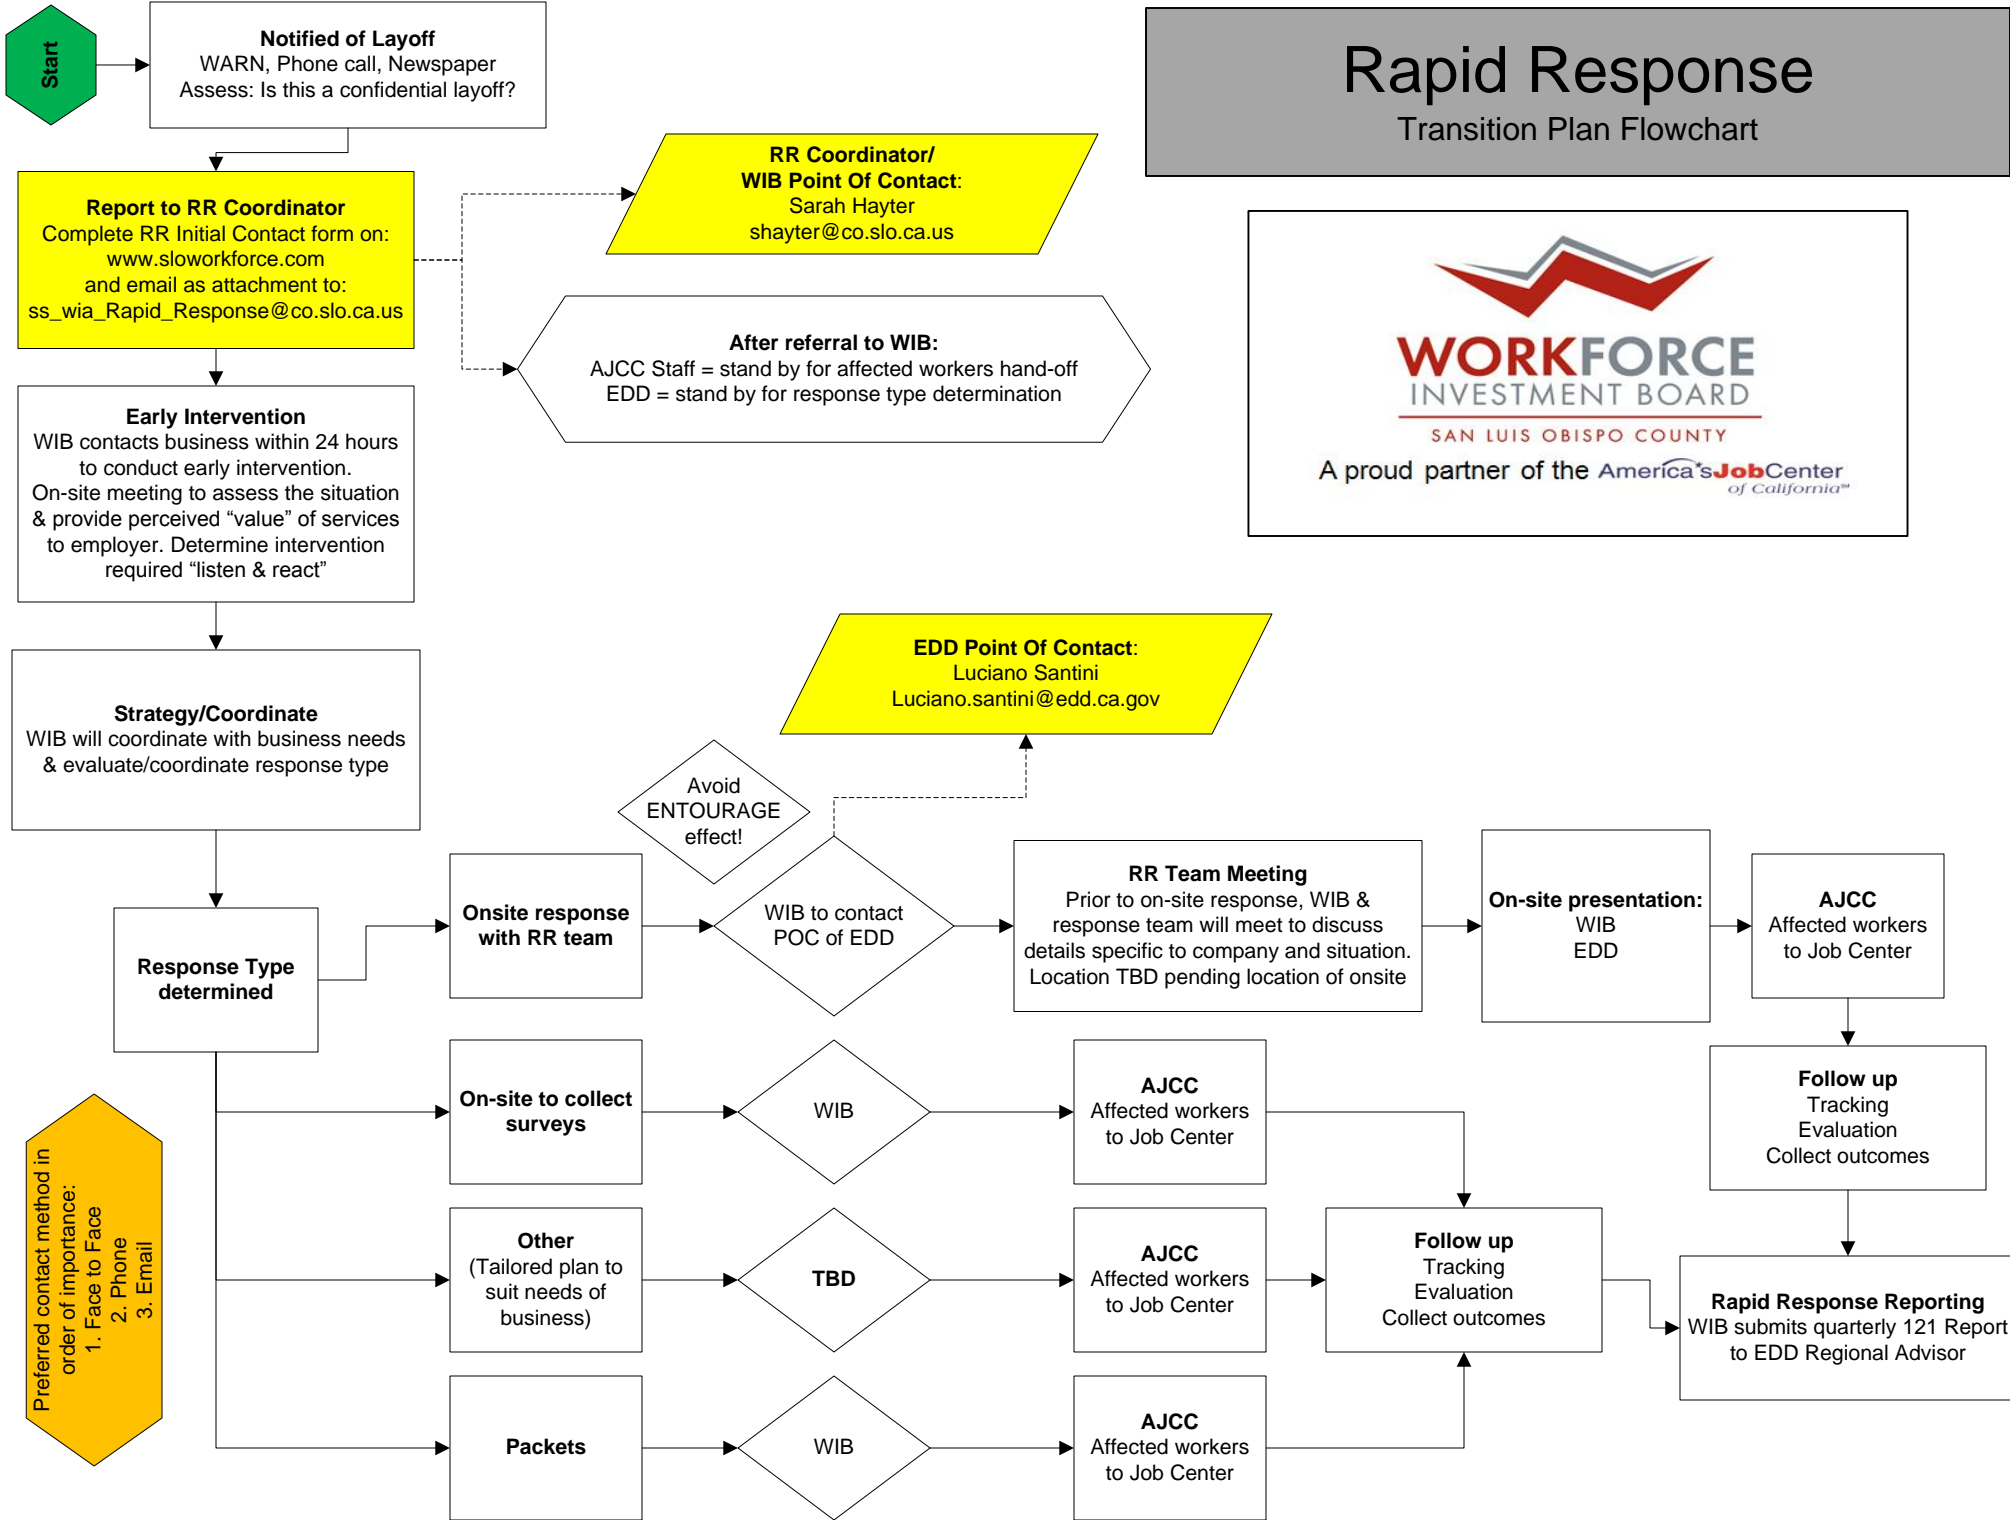 Start
Notified of Layoff
WARN, Phone call, Newspaper
Assess: Is this a confidential layoff?
Rapid Response
Transition Plan Flowchart
Report to RR Coordinator
Complete RR Initial Contact form on:
www.sloworkforce.com
and email as attachment to:
ss_wia_Rapid_Response@co.slo.ca.us
RR Coordinator/
WIB Point Of Contact:
Sarah Hayter
shayter@co.slo.ca.us
After referral to WIB:
AJCC Staff = stand by for affected workers hand-off
EDD = stand by for response type determination
WORKFORCE
INVESTMENT BOARD
SAN LUIS OBISPO COUNTY
A proud partner of the America'sJobCenter
of California℠
Early Intervention
WIB contacts business within 24 hours
to conduct early intervention.
On-site meeting to assess the situation
& provide perceived “value” of services
to employer. Determine intervention
required “listen & react”
Strategy/Coordinate
WIB will coordinate with business needs
& evaluate/coordinate response type
EDD Point Of Contact:
Luciano Santini
Luciano.santini@edd.ca.gov
Avoid
ENTOURAGE
effect!
Response Type
determined
Onsite response
with RR team
WIB to contact
POC of EDD
RR Team Meeting
Prior to on-site response, WIB &
response team will meet to discuss
details specific to company and situation.
Location TBD pending location of onsite
On-site presentation:
WIB
EDD
AJCC
Affected workers
to Job Center
Follow up
Tracking
Evaluation
Collect outcomes
On-site to collect
surveys
WIB
AJCC
Affected workers
to Job Center
Preferred contact method in
order of importance:
1. Face to Face
2. Phone
3. Email
Other
(Tailored plan to
suit needs of
business)
TBD
AJCC
Affected workers
to Job Center
Follow up
Tracking
Evaluation
Collect outcomes
Rapid Response Reporting
WIB submits quarterly 121 Report
to EDD Regional Advisor
Packets
WIB
AJCC
Affected workers
to Job Center